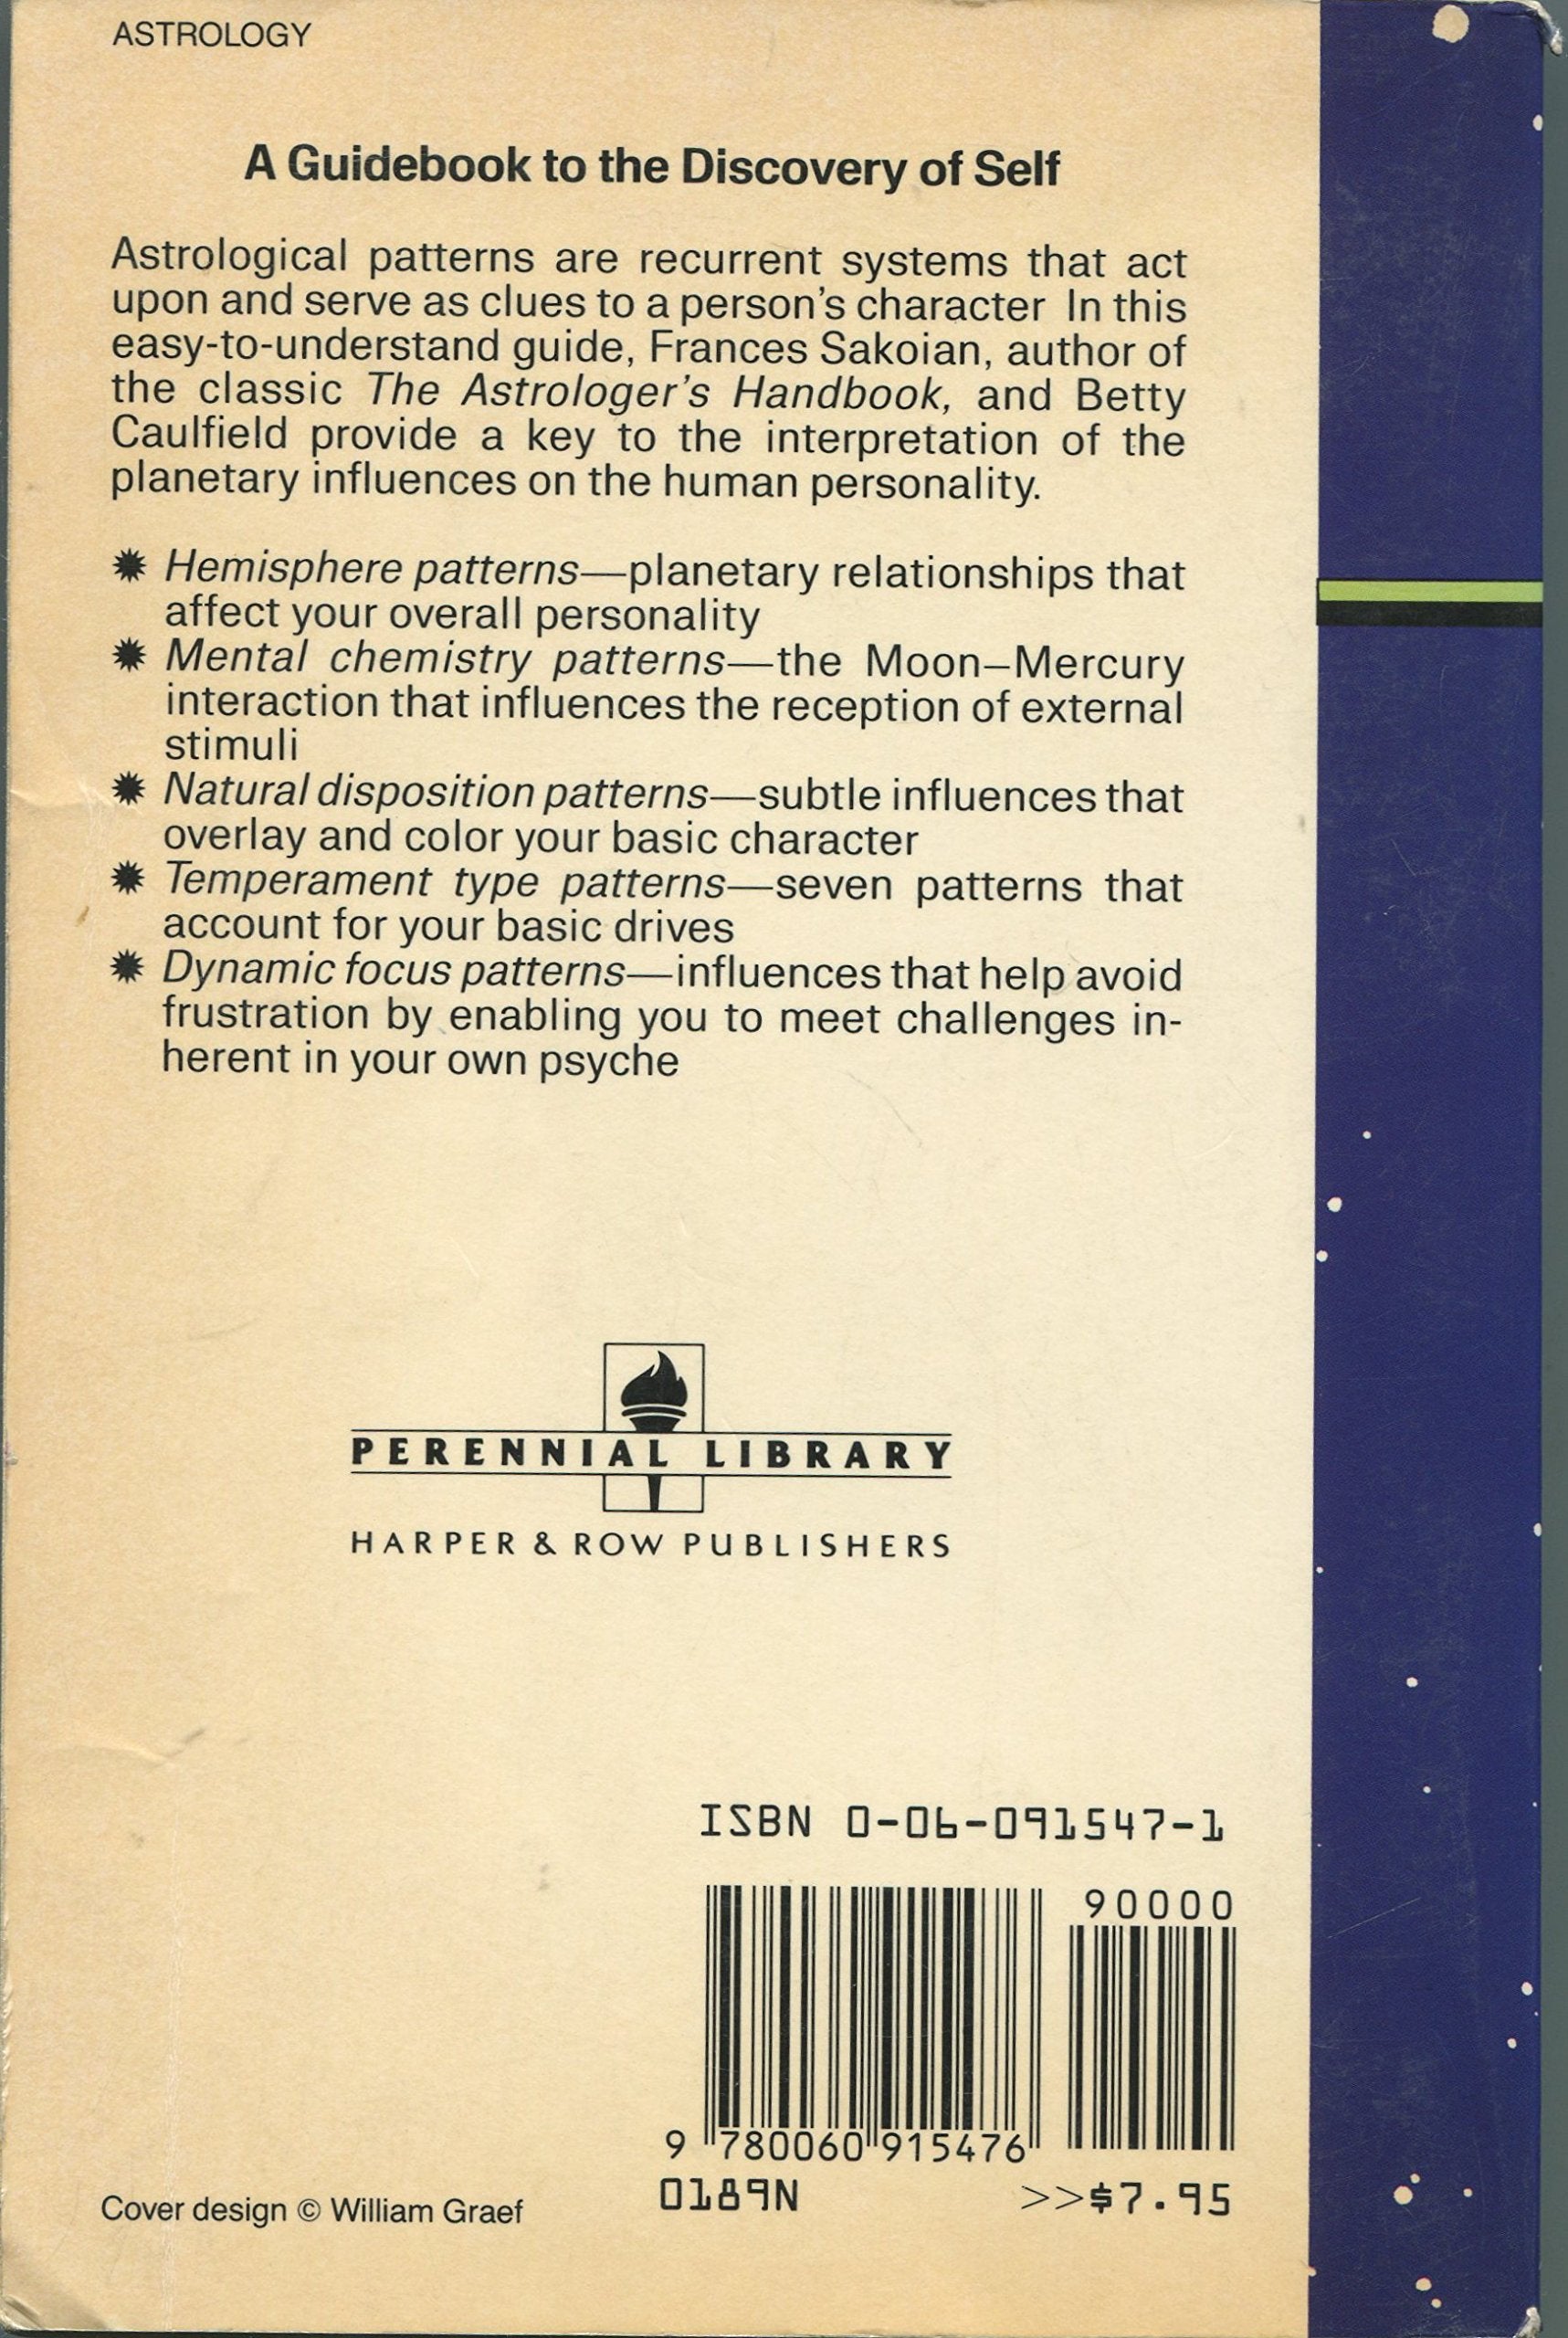 ASTROLOGY
A Guidebook to the Discovery of Self
Astrological patterns are recurrent systems that act
upon and serve as clues to a person's character In this
easy-to-understand guide, Frances Sakoian, author of
the classic The Astrologer's Handbook, and Betty
Caulfield provide a key to the interpretation of the
planetary influences on the human personality.
✹ Hemisphere patterns—planetary relationships that
affect your overall personality
✹ Mental chemistry patterns—the Moon–Mercury
interaction that influences the reception of external
stimuli
✹ Natural disposition patterns—subtle influences that
overlay and color your basic character
✹ Temperament type patterns—seven patterns that
account for your basic drives
✹ Dynamic focus patterns—influences that help avoid
frustration by enabling you to meet challenges in-
herent in your own psyche
PERENNIAL LIBRARY
HARPER & ROW PUBLISHERS
ISBN 0-06-091547-1
90000
9 780060 915476
0189N >>$7.95
Cover design © William Graef